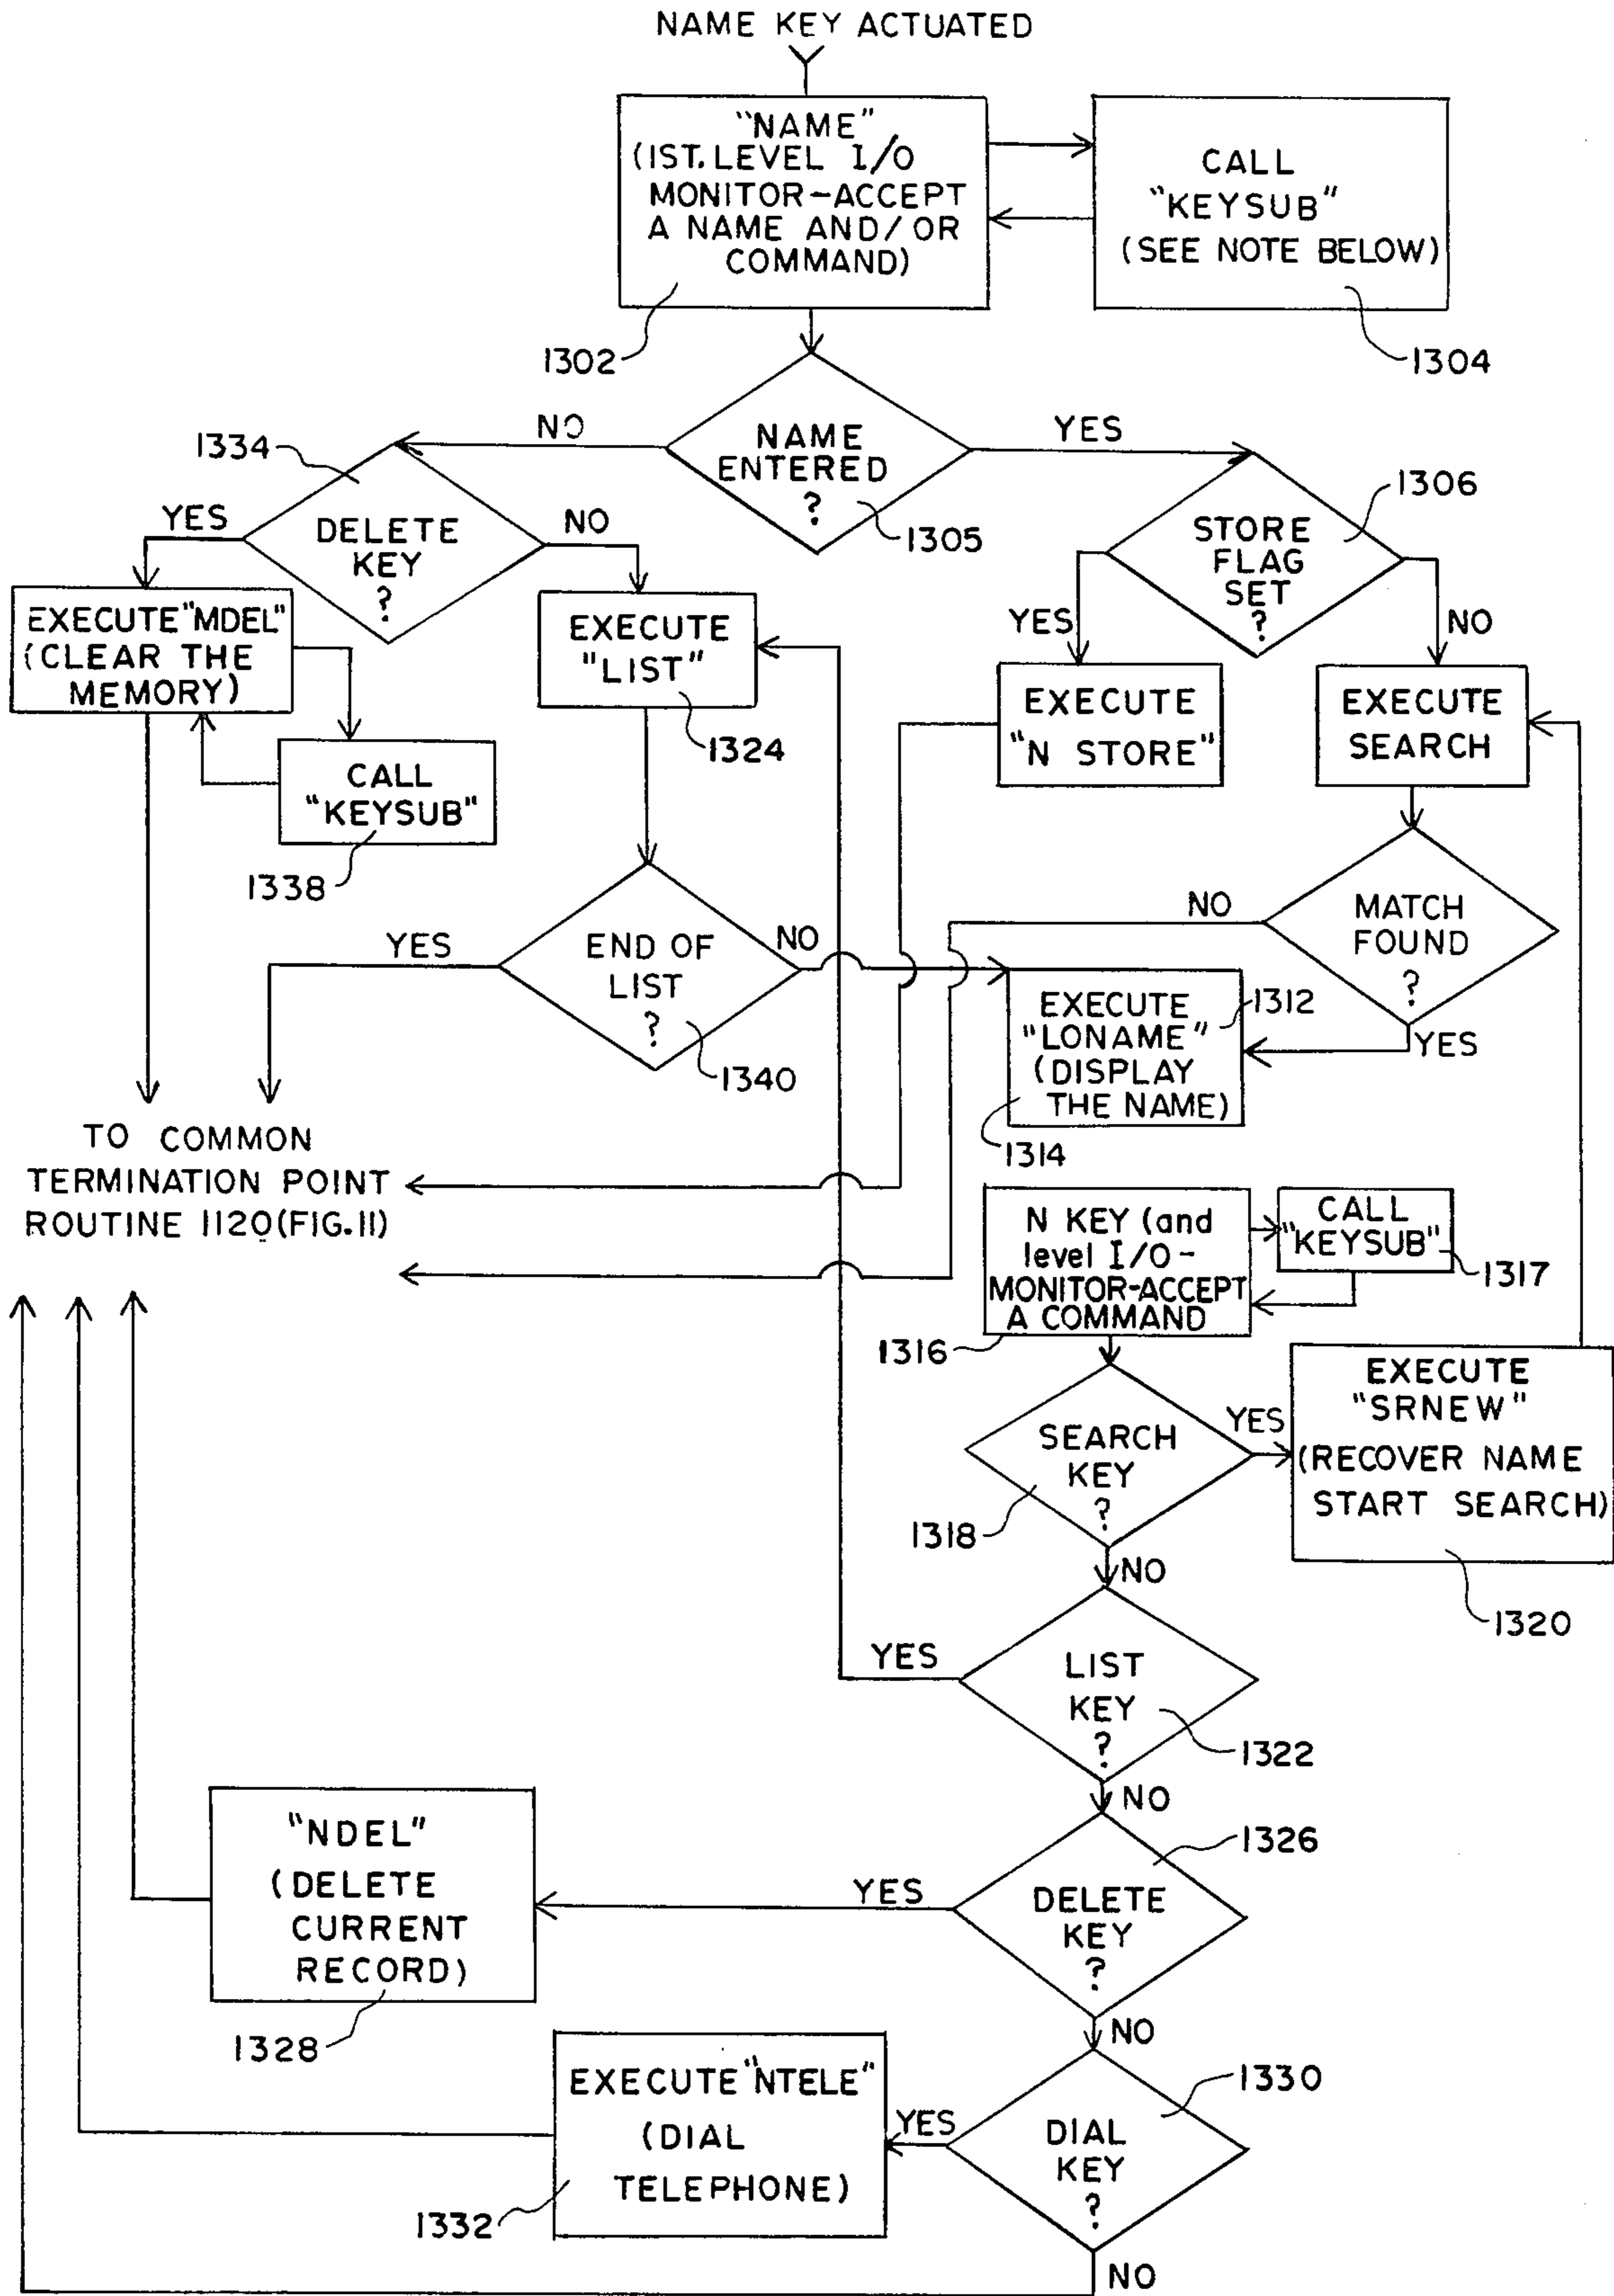 NAME KEY ACTUATED
"NAME"
(1ST. LEVEL I/O
MONITOR-ACCEPT
A NAME AND/OR
COMMAND)
CALL
"KEYSUB"
(SEE NOTE BELOW)
1302
1304
NAME
ENTERED
?
1305
NO
YES
1334
DELETE
KEY
?
YES
NO
1306
STORE
FLAG
SET
?
YES
NO
EXECUTE "MDEL"
(CLEAR THE
MEMORY)
CALL
"KEYSUB"
1338
EXECUTE
"LIST"
1324
EXECUTE
"N STORE"
EXECUTE
SEARCH
END OF
LIST
?
1340
YES
NO
MATCH
FOUND
?
NO
YES
EXECUTE
"LONAME"
(DISPLAY
THE NAME)
1312
1314
TO COMMON
TERMINATION POINT
ROUTINE 1120 (FIG. 11)
N KEY (and
level I/O -
MONITOR-ACCEPT
A COMMAND
1316
CALL
"KEYSUB"
1317
SEARCH
KEY
?
1318
YES
NO
EXECUTE
"SRNEW"
(RECOVER NAME
START SEARCH)
1320
LIST
KEY
?
1322
YES
NO
1326
DELETE
KEY
?
YES
NO
"NDEL"
(DELETE
CURRENT
RECORD)
1328
1330
DIAL
KEY
?
YES
NO
EXECUTE "NTELE"
(DIAL
TELEPHONE)
1332